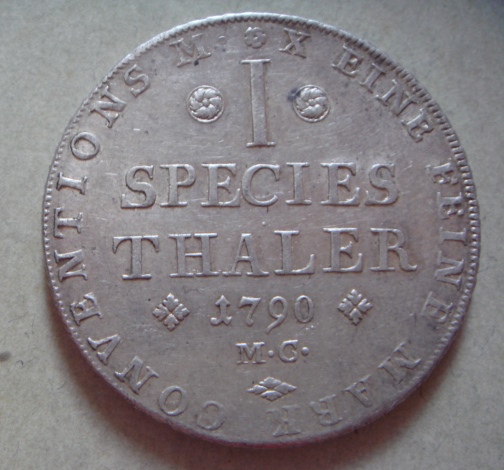 X EINE FEINE MARK CONVENTIONS M·
I
SPECIES
THALER
1790
M·C·